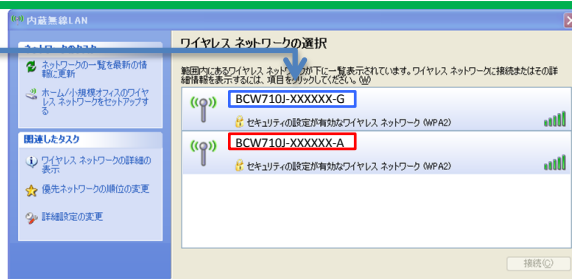 内蔵無線LAN
ネットワークのタスク
ネットワークの一覧を最新の情
報に更新
ホーム/小規模オフィスのワイヤ
レス ネットワークをセットアップす
る
関連したタスク
ワイヤレス ネットワークの詳細の
表示
優先ネットワークの順位の変更
詳細設定の変更
ワイヤレス ネットワークの選択
範囲内にあるワイヤレス ネットワークが下に一覧表示されています。ワイヤレス ネットワークに接続またはその詳
細情報を表示するには、項目をクリックしてください。(W)
BCW710J-XXXXXX-G
セキュリティの設定が有効なワイヤレス ネットワーク (WPA2)
BCW710J-XXXXXX-A
セキュリティの設定が有効なワイヤレス ネットワーク (WPA2)
接続(C)